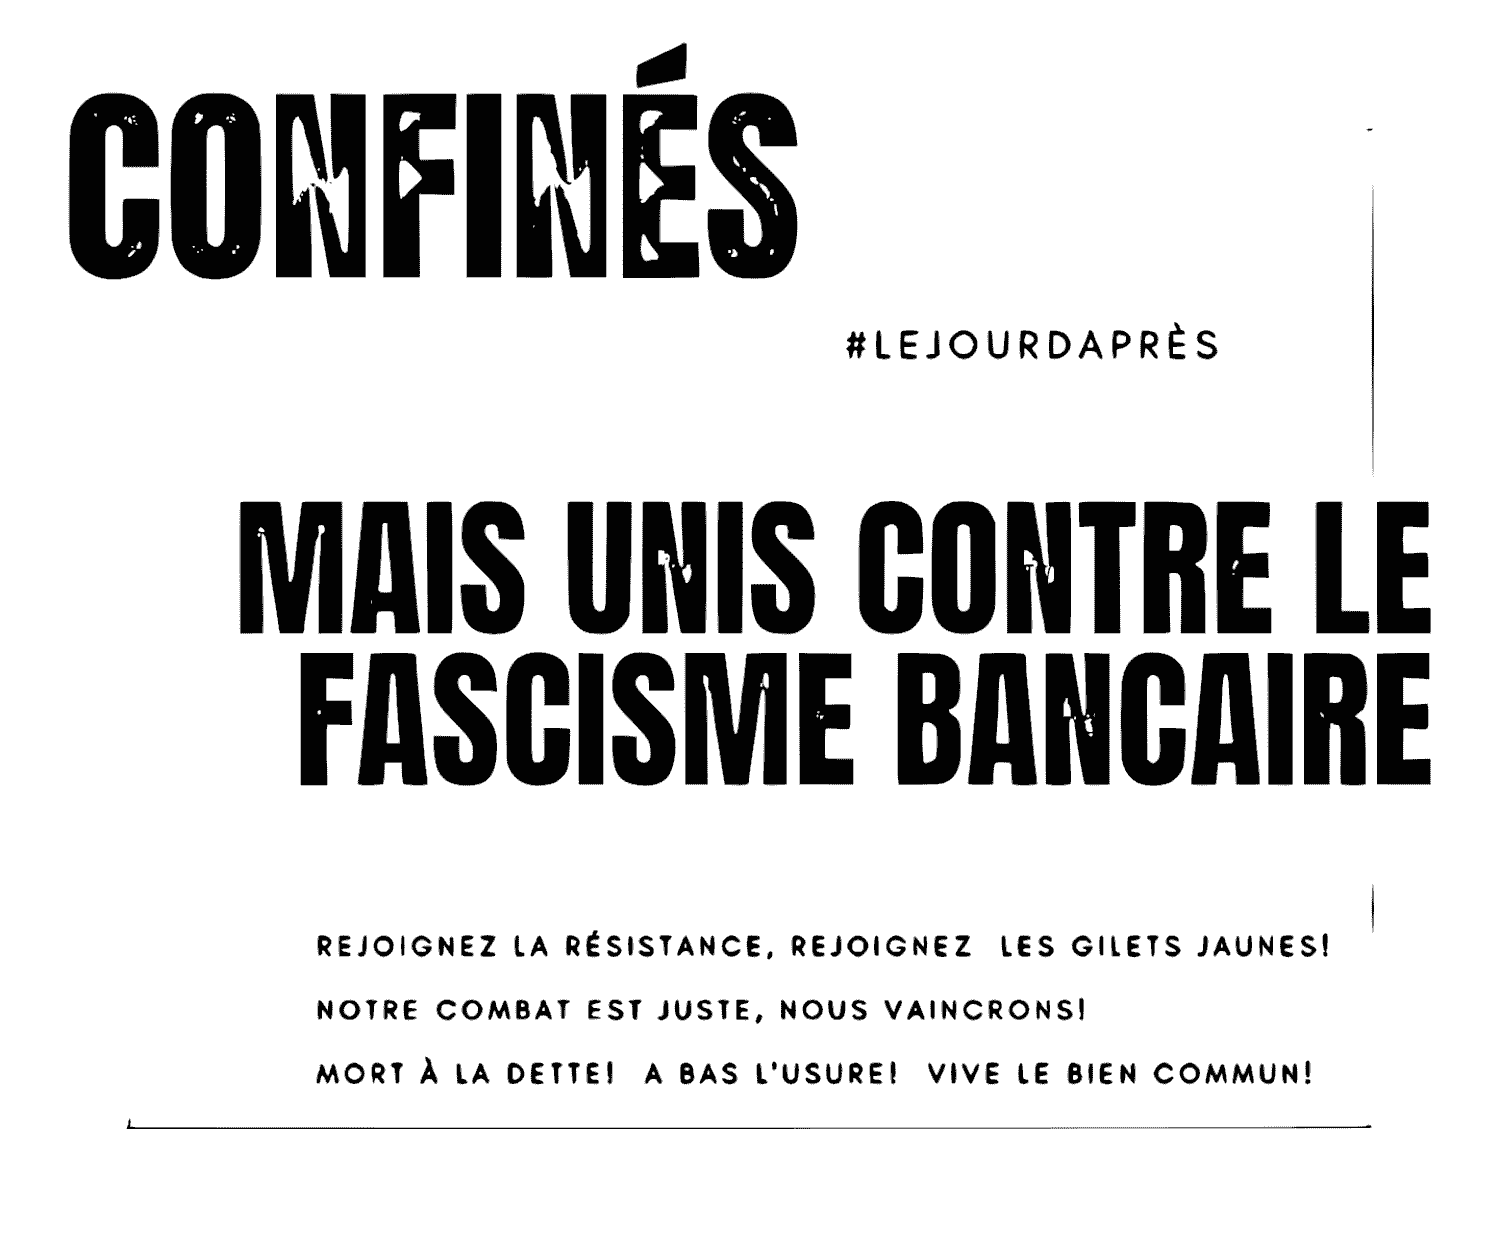 CONFINÉS
#LEJOURDAPRÈS
MAIS UNIS CONTRE LE
FASCISME BANCAIRE
REJOIGNEZ LA RÉSISTANCE, REJOIGNEZ LES GILETS JAUNES!
NOTRE COMBAT EST JUSTE, NOUS VAINCRONS!
MORT À LA DETTE! A BAS L'USURE! VIVE LE BIEN COMMUN!